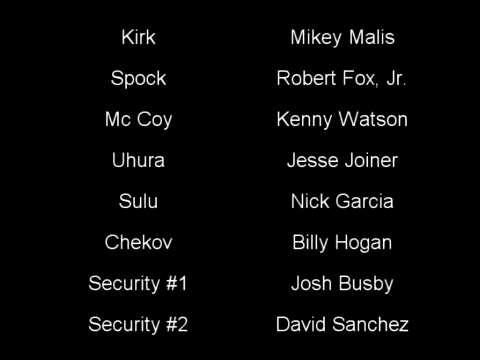 Kirk Mikey Malis
Spock Robert Fox, Jr.
Mc Coy Kenny Watson
Uhura Jesse Joiner
Sulu Nick Garcia
Chekov Billy Hogan
Security #1 Josh Busby
Security #2 David Sanchez